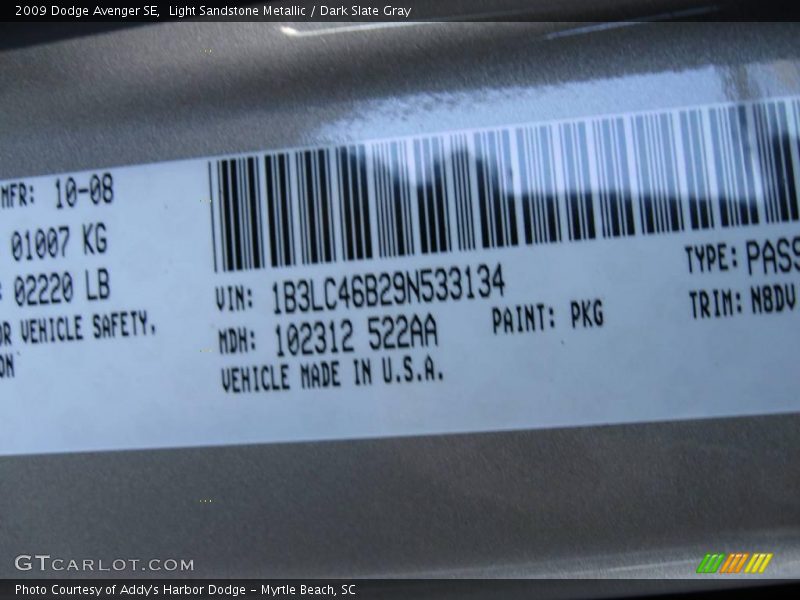 2009 Dodge Avenger SE, Light Sandstone Metallic / Dark Slate Gray
MFR: 10-08
01007 KG
02220 LB
OR VEHICLE SAFETY,
ON
VIN: 1B3LC46B29N533134
MDH: 102312 522AA
PAINT: PKG
VEHICLE MADE IN U.S.A.
TYPE: PASS
TRIM: N8DV
GTCARLOT.COM
Photo Courtesy of Addy's Harbor Dodge - Myrtle Beach, SC